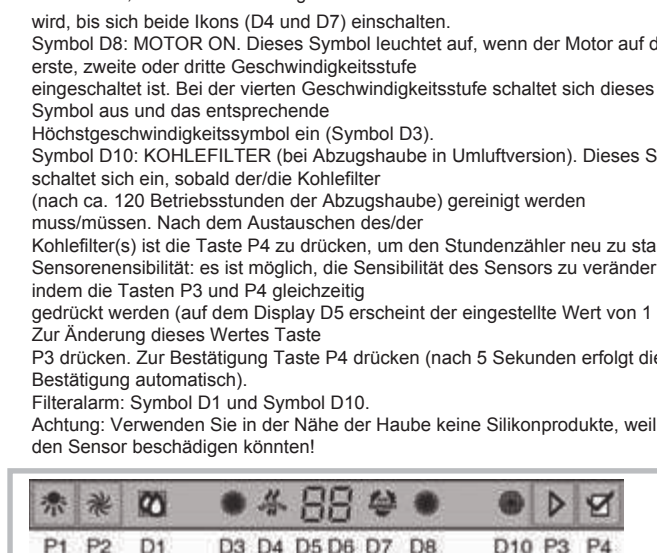 wird, bis sich beide Ikons (D4 und D7) einschalten.
Symbol D8: MOTOR ON. Dieses Symbol leuchtet auf, wenn der Motor auf d
erste, zweite oder dritte Geschwindigkeitsstufe
eingeschaltet ist. Bei der vierten Geschwindigkeitsstufe schaltet sich dieses
Symbol aus und das entsprechende
Höchstgeschwindigkeitssymbol ein (Symbol D3).
Symbol D10: KOHLEFILTER (bei Abzugshaube in Umluftversion). Dieses S
schaltet sich ein, sobald der/die Kohlefilter
(nach ca. 120 Betriebsstunden der Abzugshaube) gereinigt werden
muss/müssen. Nach dem Austauschen des/der
Kohlefilter(s) ist die Taste P4 zu drücken, um den Stundenzähler neu zu sta
Sensorenensibilität: es ist möglich, die Sensibilität des Sensors zu veränder
indem die Tasten P3 und P4 gleichzeitig
gedrückt werden (auf dem Display D5 erscheint der eingestellte Wert von 1
Zur Änderung dieses Wertes Taste
P3 drücken. Zur Bestätigung Taste P4 drücken (nach 5 Sekunden erfolgt die
Bestätigung automatisch).
Filteralarm: Symbol D1 und Symbol D10.
Achtung: Verwenden Sie in der Nähe der Haube keine Silikonprodukte, weil
den Sensor beschädigen könnten!
88
P1 P2 D1 D3 D4 D5 D6 D7 D8 D10 P3 P4